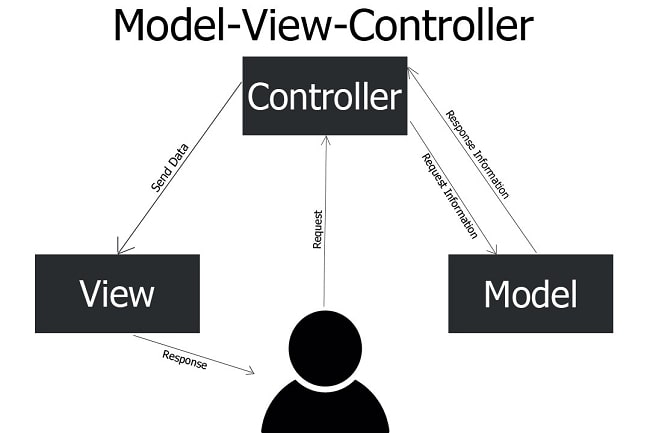 Model-View-Controller
Controller
Send Data
Request
Request Information
Response Information
View
Model
Response